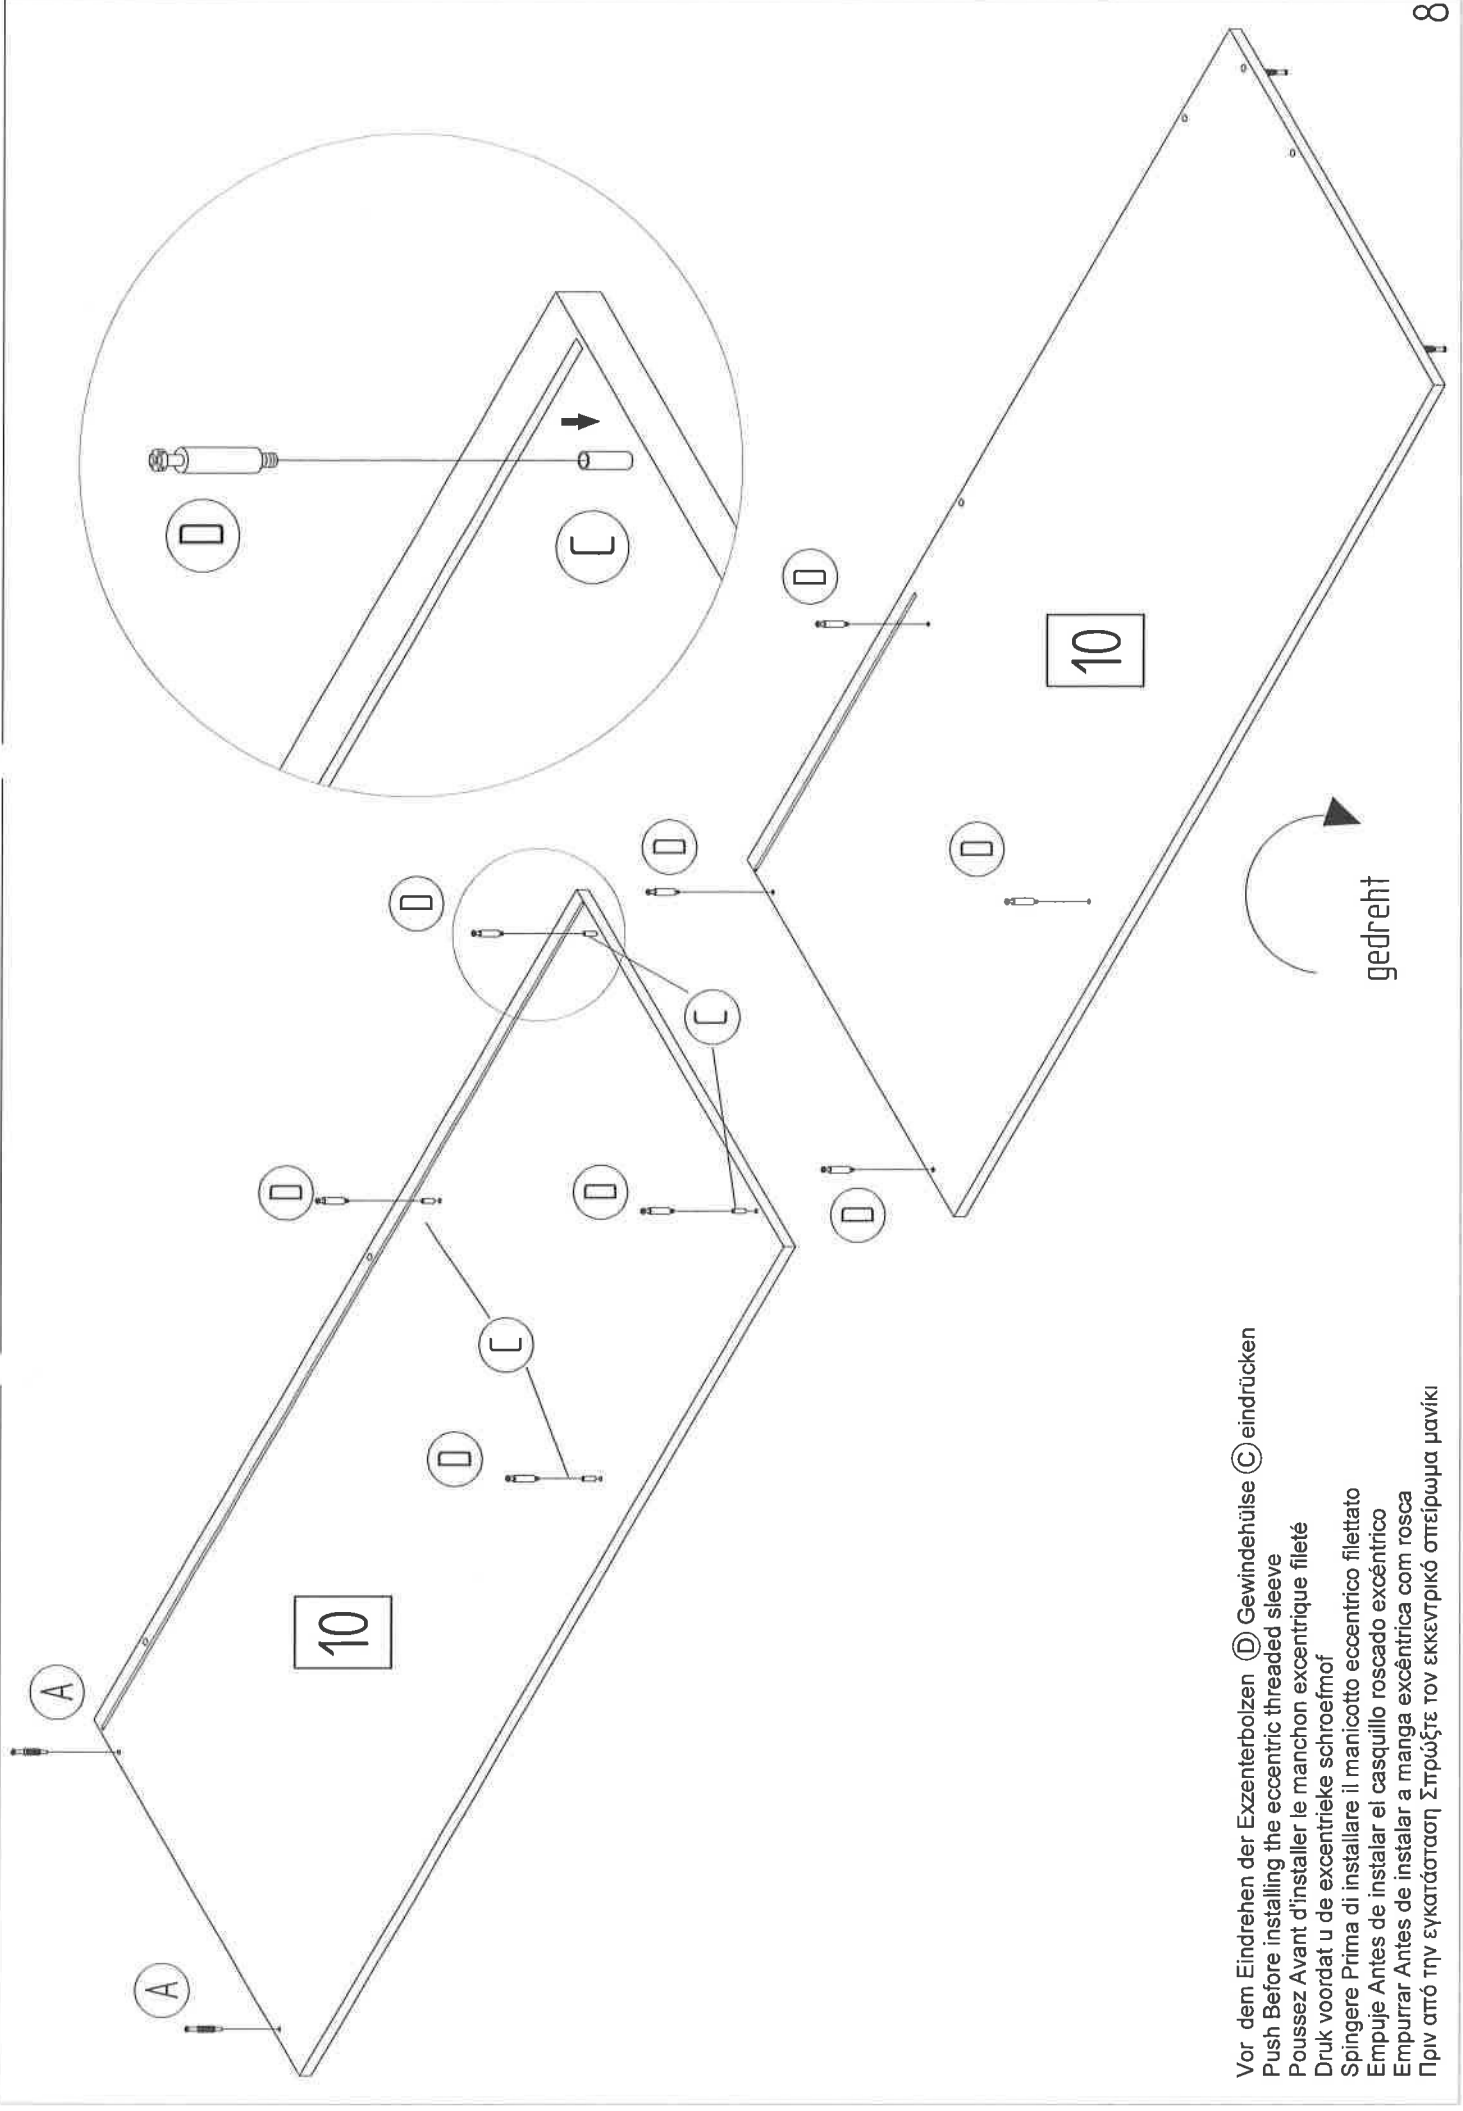 A
A
10
D
D
D
D
C
C
D
C
D
D
D
D
10
gedreht
Vor dem Eindrehen der Exzenterbolzen D Gewindehülse C eindrücken
Push Before installing the eccentric threaded sleeve
Poussez Avant d'installer le manchon excentrique fileté
Druk voordat u de excentrieke schroefmof
Spingere Prima di installare il manicotto eccentrico filettato
Empuje Antes de instalar el casquillo roscado excéntrico
Empurrar Antes de instalar a manga excêntrica com rosca
Πριν από την εγκατάσταση Σπρώξτε τον εκκεντρικό σπείρωμα μανίκι
8